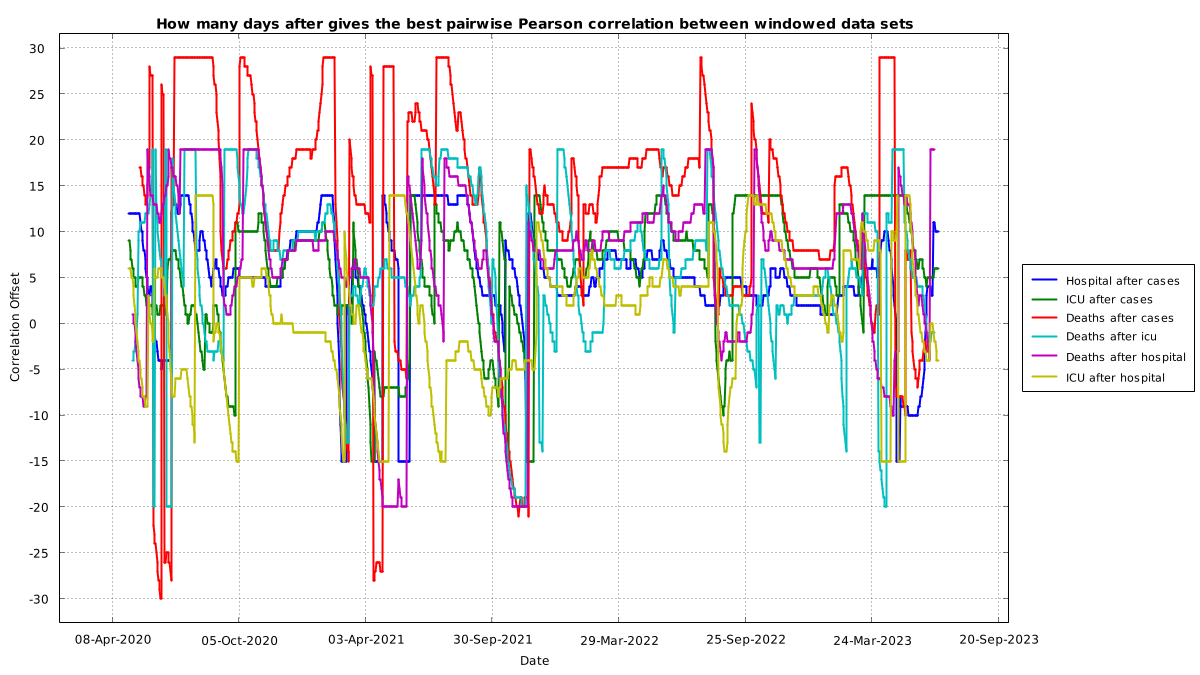 How many days after gives the best pairwise Pearson correlation between windowed data sets
30
25
20
15
10
5
0
-5
-10
-15
-20
-25
-30
Correlation Offset
08-Apr-2020
05-Oct-2020
03-Apr-2021
30-Sep-2021
29-Mar-2022
25-Sep-2022
24-Mar-2023
20-Sep-2023
Date
Hospital after cases
ICU after cases
Deaths after cases
Deaths after icu
Deaths after hospital
ICU after hospital